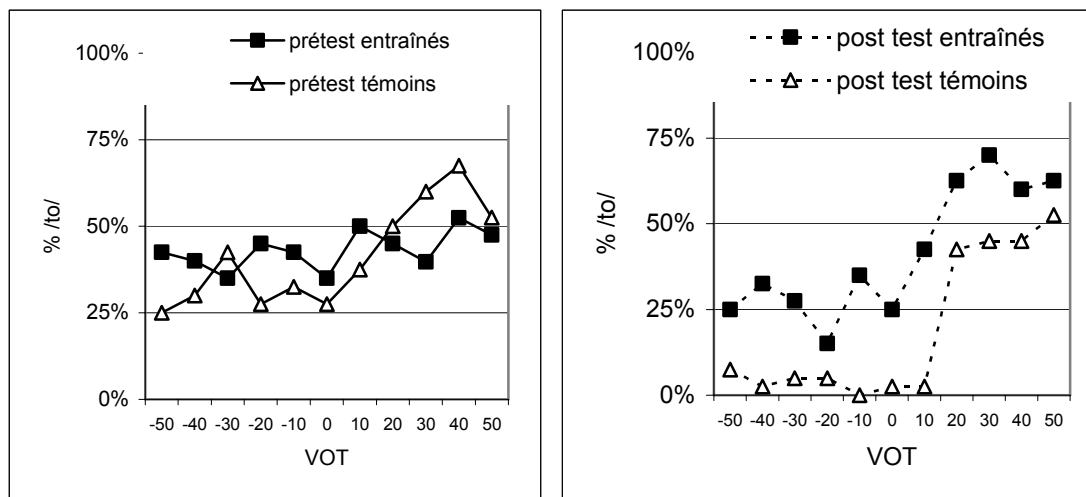 100%
prétest entraînés
prétest témoins
75%
50%
25%
0%
% /to/
-50 -40 -30 -20 -10 0 10 20 30 40 50
VOT
100%
post test entraînés
post test témoins
75%
50%
25%
0%
% /to/
-50 -40 -30 -20 -10 0 10 20 30 40 50
VOT